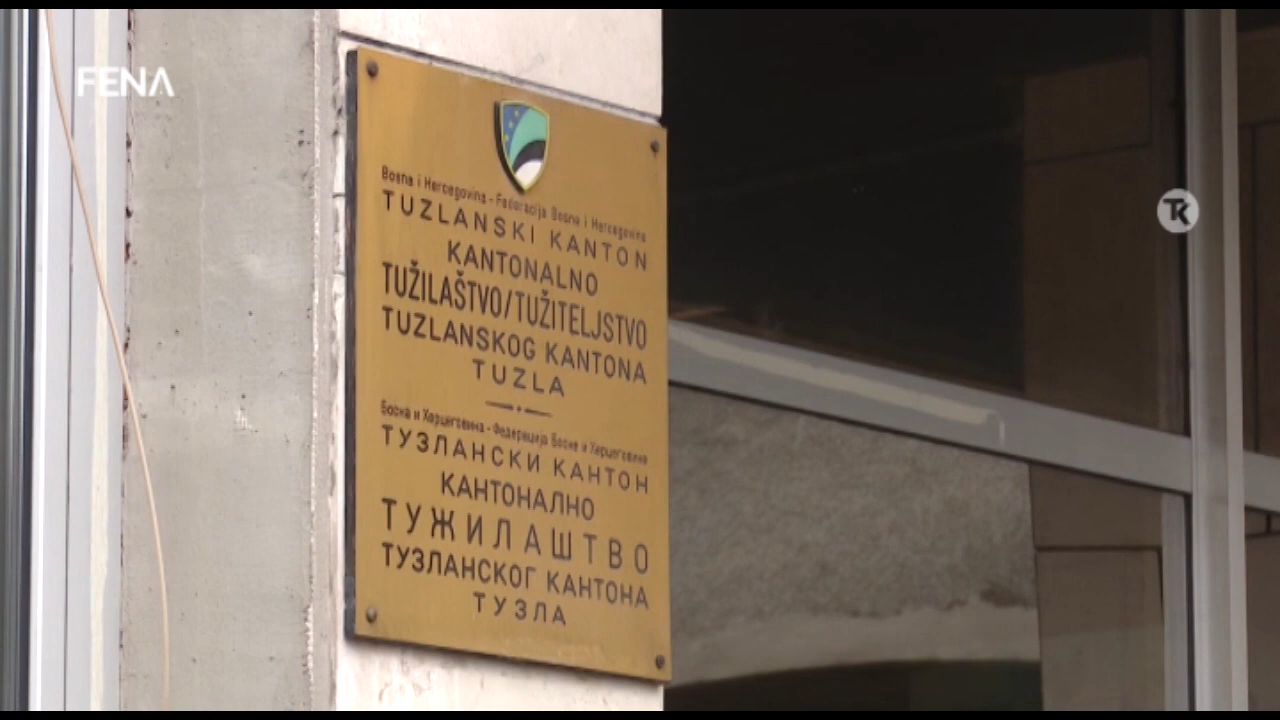 FENA
TK
Bosna i Hercegovina - Federacija Bosne i Hercegovine
TUZLANSKI KANTON
KANTONALNO
TUŽILAŠTVO/TUŽITELJSTVO
TUZLANSKOG KANTONA
TUZLA
Босна и Херцеговина - Федерација Босне и Херцеговине
ТУЗЛАНСКИ КАНТОН
КАНТОНАЛНО
ТУЖИЛАШТВО
ТУЗЛАНСКОГ КАНТОНА
ТУЗЛА